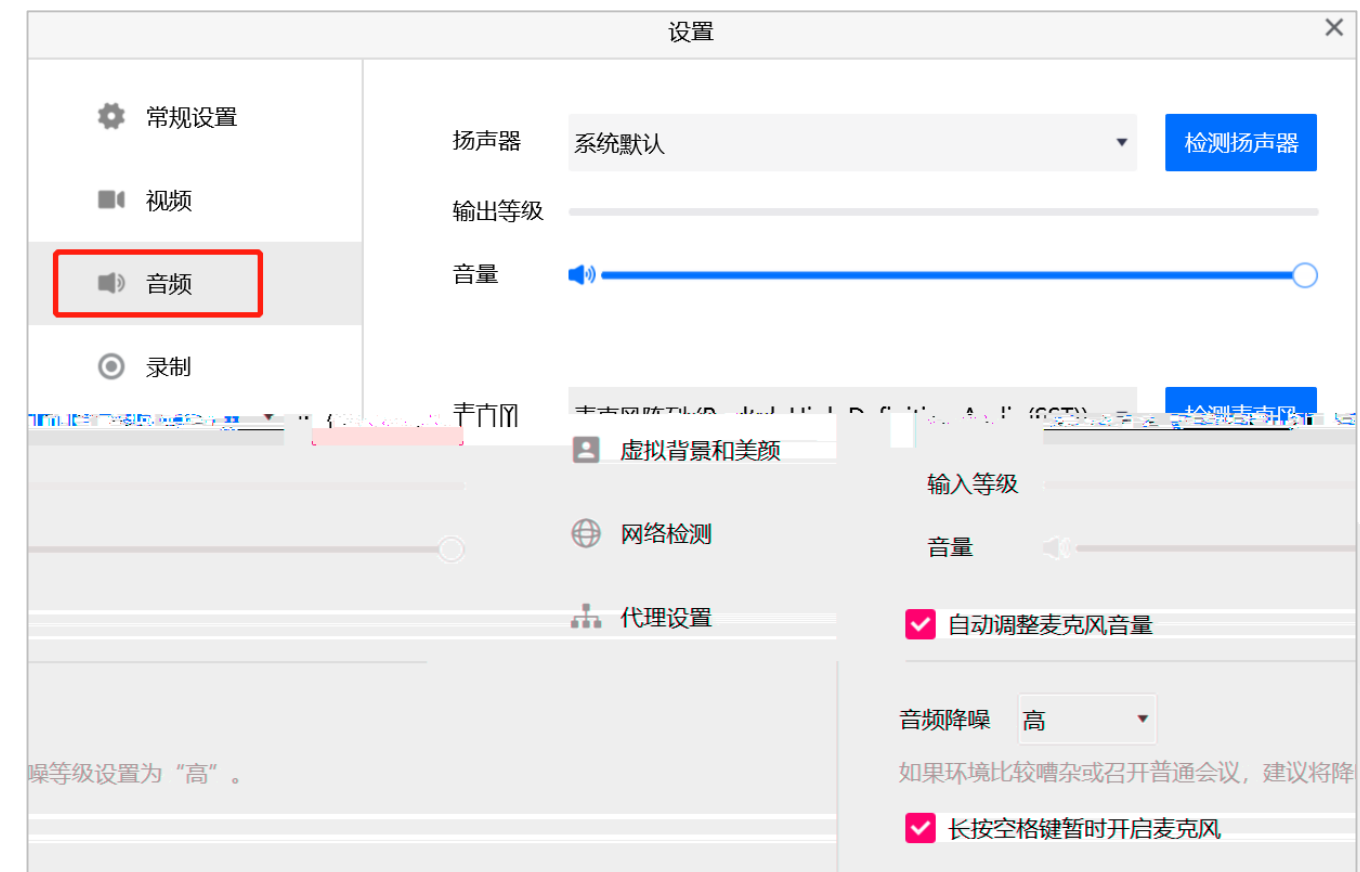 设置
常规设置
扬声器
系统默认
检测扬声器
视频
输出等级
音频
音量
录制
虚拟背景和美颜
输入等级
网络检测
音量
代理设置
自动调整麦克风音量
音频降噪
高
噪等级设置为“高”。
如果环境比较嘈杂或召开普通会议，建议将降
长按空格键暂时开启麦克风